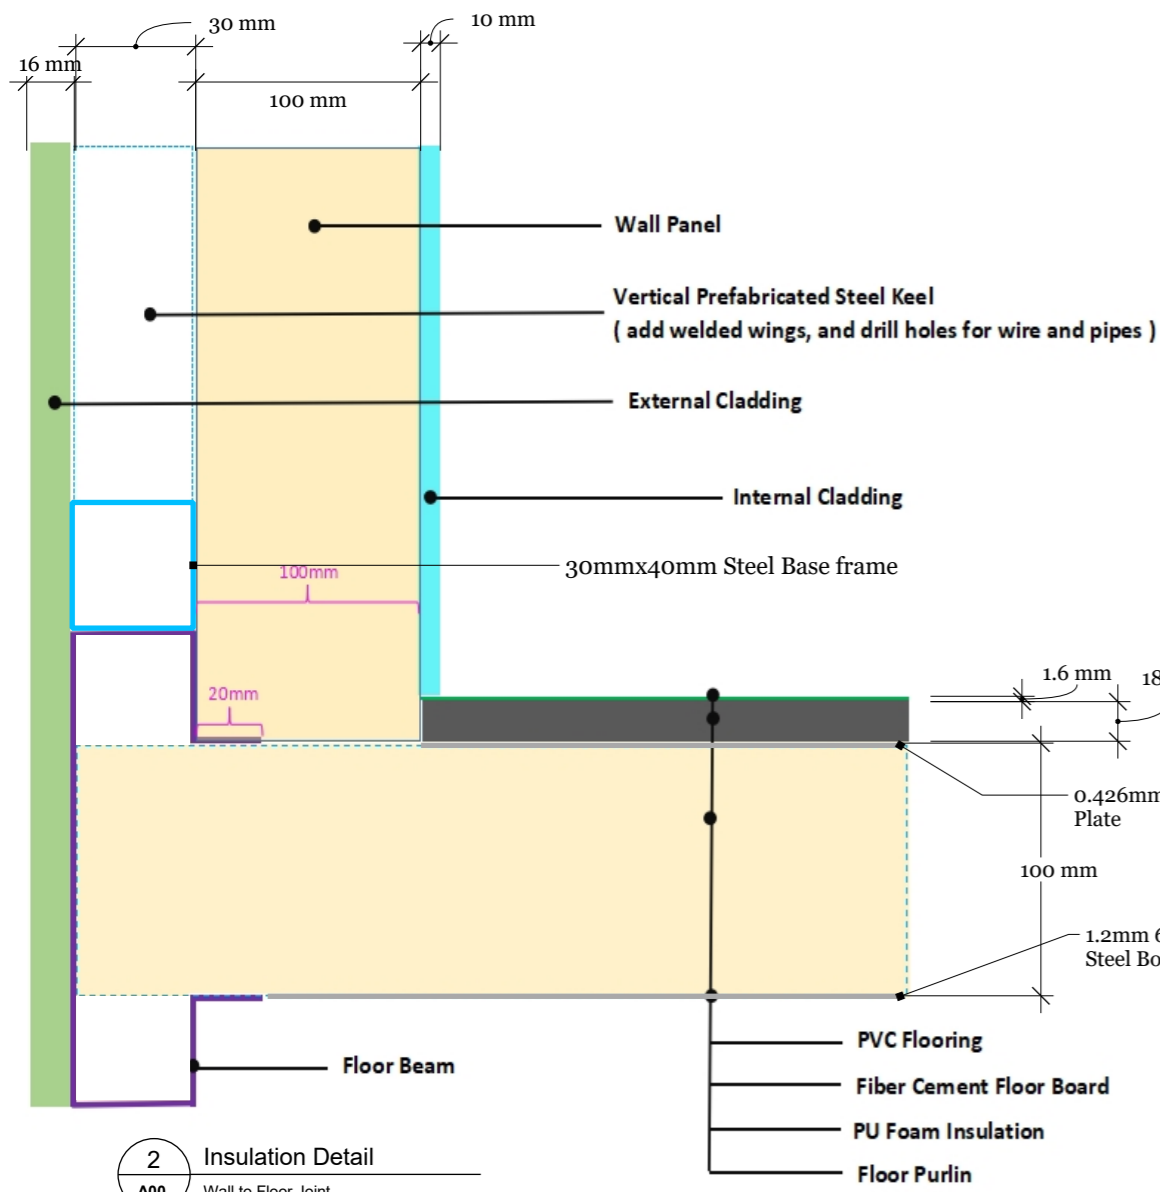 30 mm
10 mm
16 mm
100 mm
Wall Panel
Vertical Prefabricated Steel Keel
( add welded wings, and drill holes for wire and pipes )
External Cladding
Internal Cladding
30mmx40mm Steel Base frame
100mm
20mm
1.6 mm
18
0.426mm
Plate
100 mm
1.2mm 6
Steel Bo
PVC Flooring
Floor Beam
Fiber Cement Floor Board
PU Foam Insulation
Floor Purlin
2
Insulation Detail
A00
Wall to Floor Joint